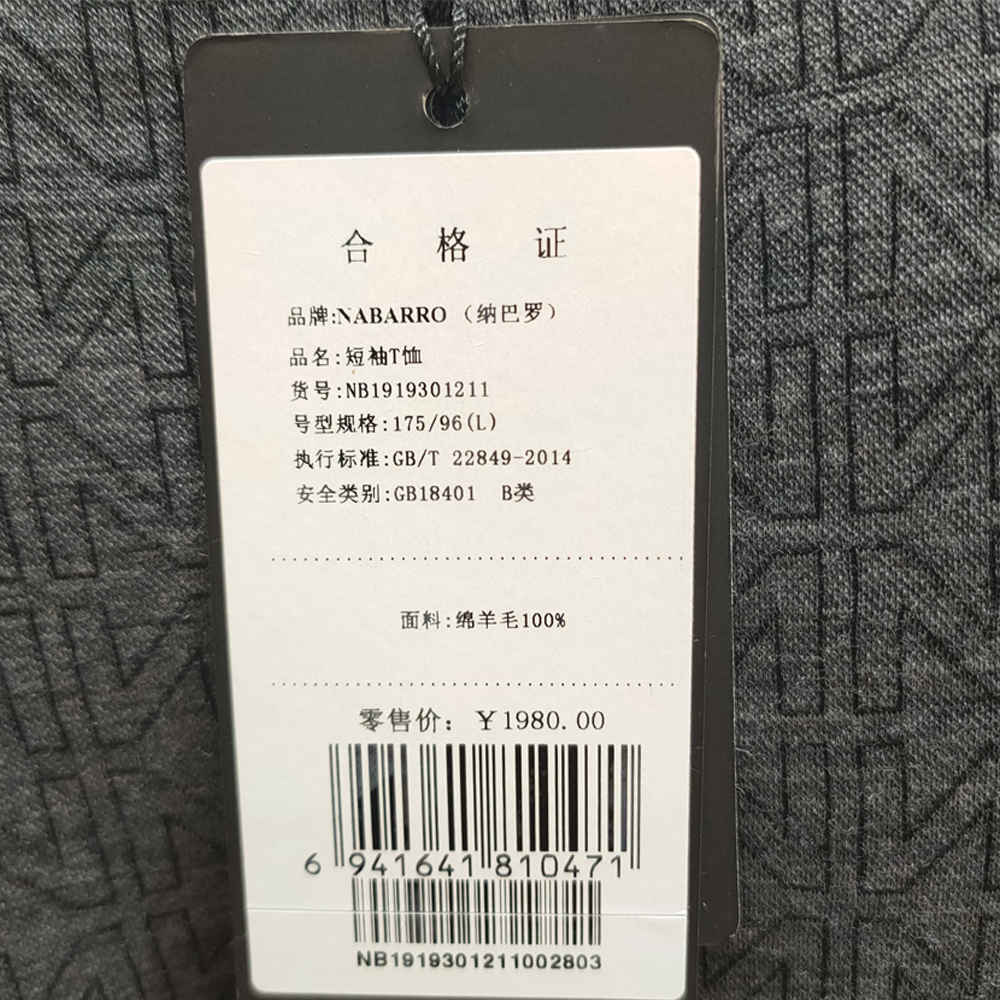 合 格 证
品牌:NABARRO（纳巴罗）
品名:短袖T恤
货号:NB1919301211
号型规格:175/96(L)
执行标准:GB/T 22849-2014
安全类别:GB18401 B类
面料:绵羊毛100%
零售价: ¥1980.00
6 941641 810471
NB1919301211002803